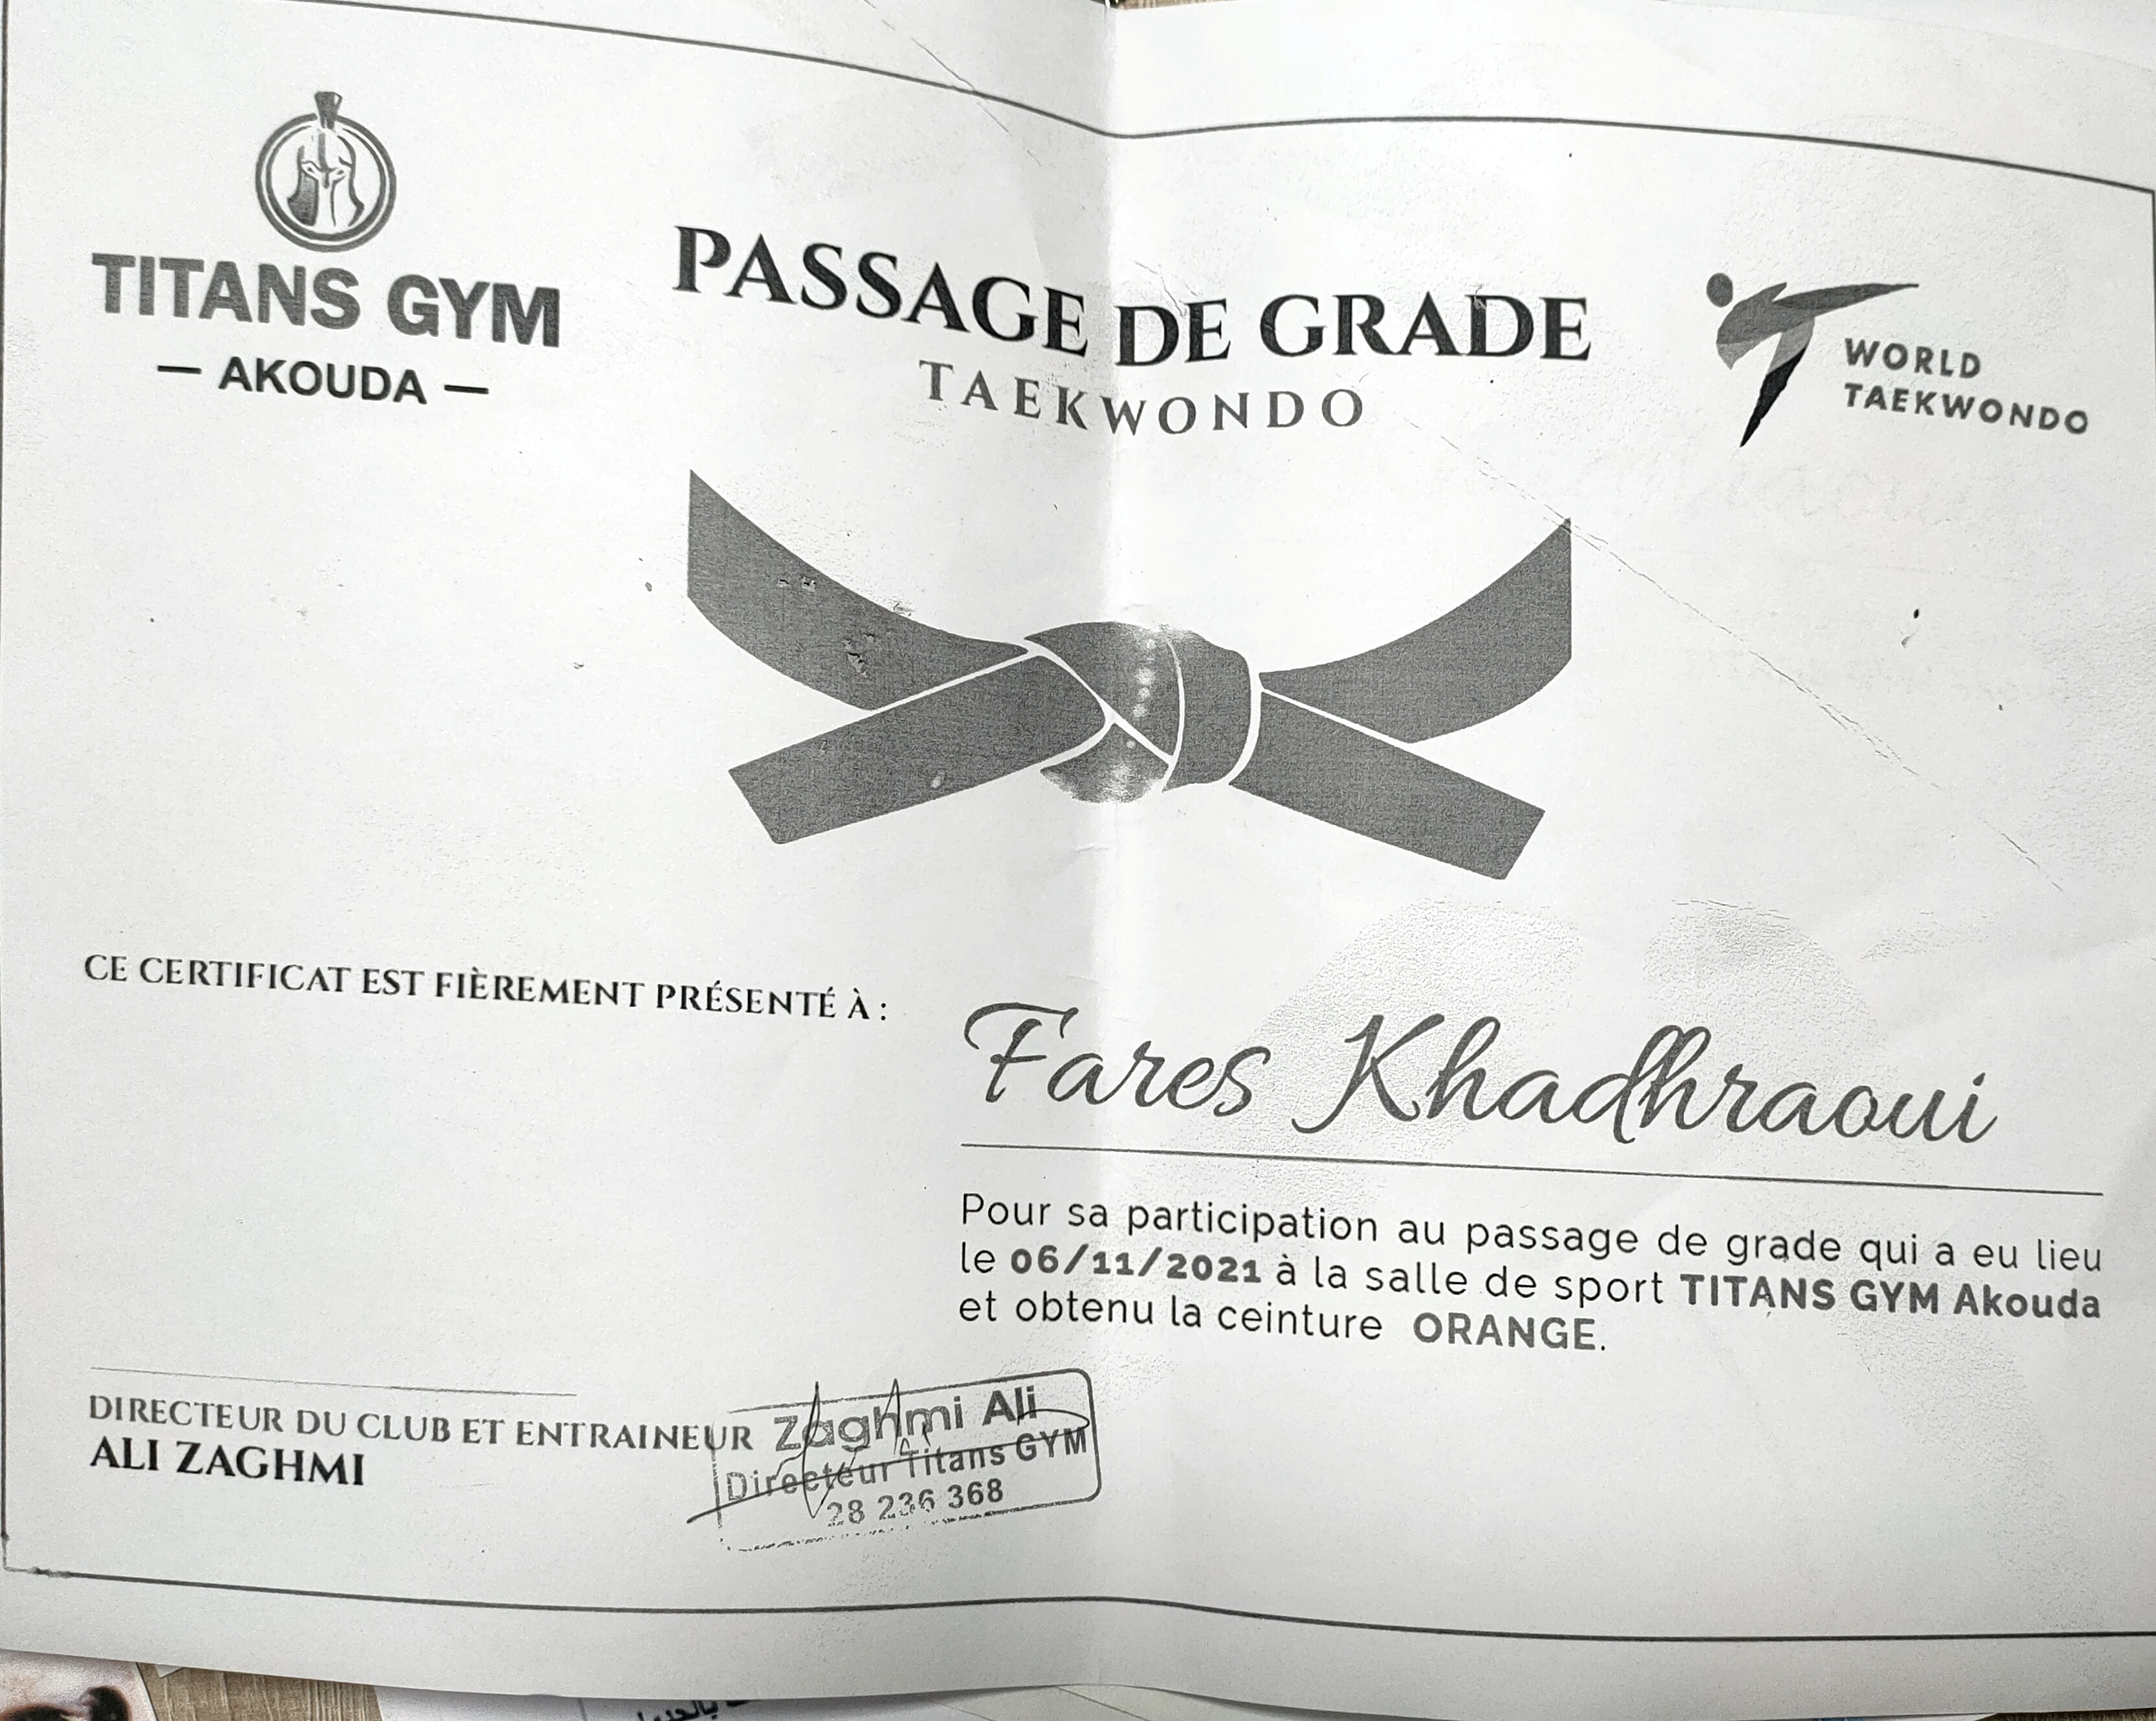 TITANS GYM
— AKOUDA —
PASSAGE DE GRADE
TAEKWONDO
WORLD
TAEKWONDO
CE CERTIFICAT EST FIÈREMENT PRÉSENTÉ À :
Fares Khadhraoui
Pour sa participation au passage de grade qui a eu lieu
le 06/11/2021 à la salle de sport TITANS GYM Akouda
et obtenu la ceinture ORANGE.
DIRECTEUR DU CLUB ET ENTRAINEUR
ALI ZAGHMI
Zaghmi Ali
Directeur Titans GYM
28 236 368